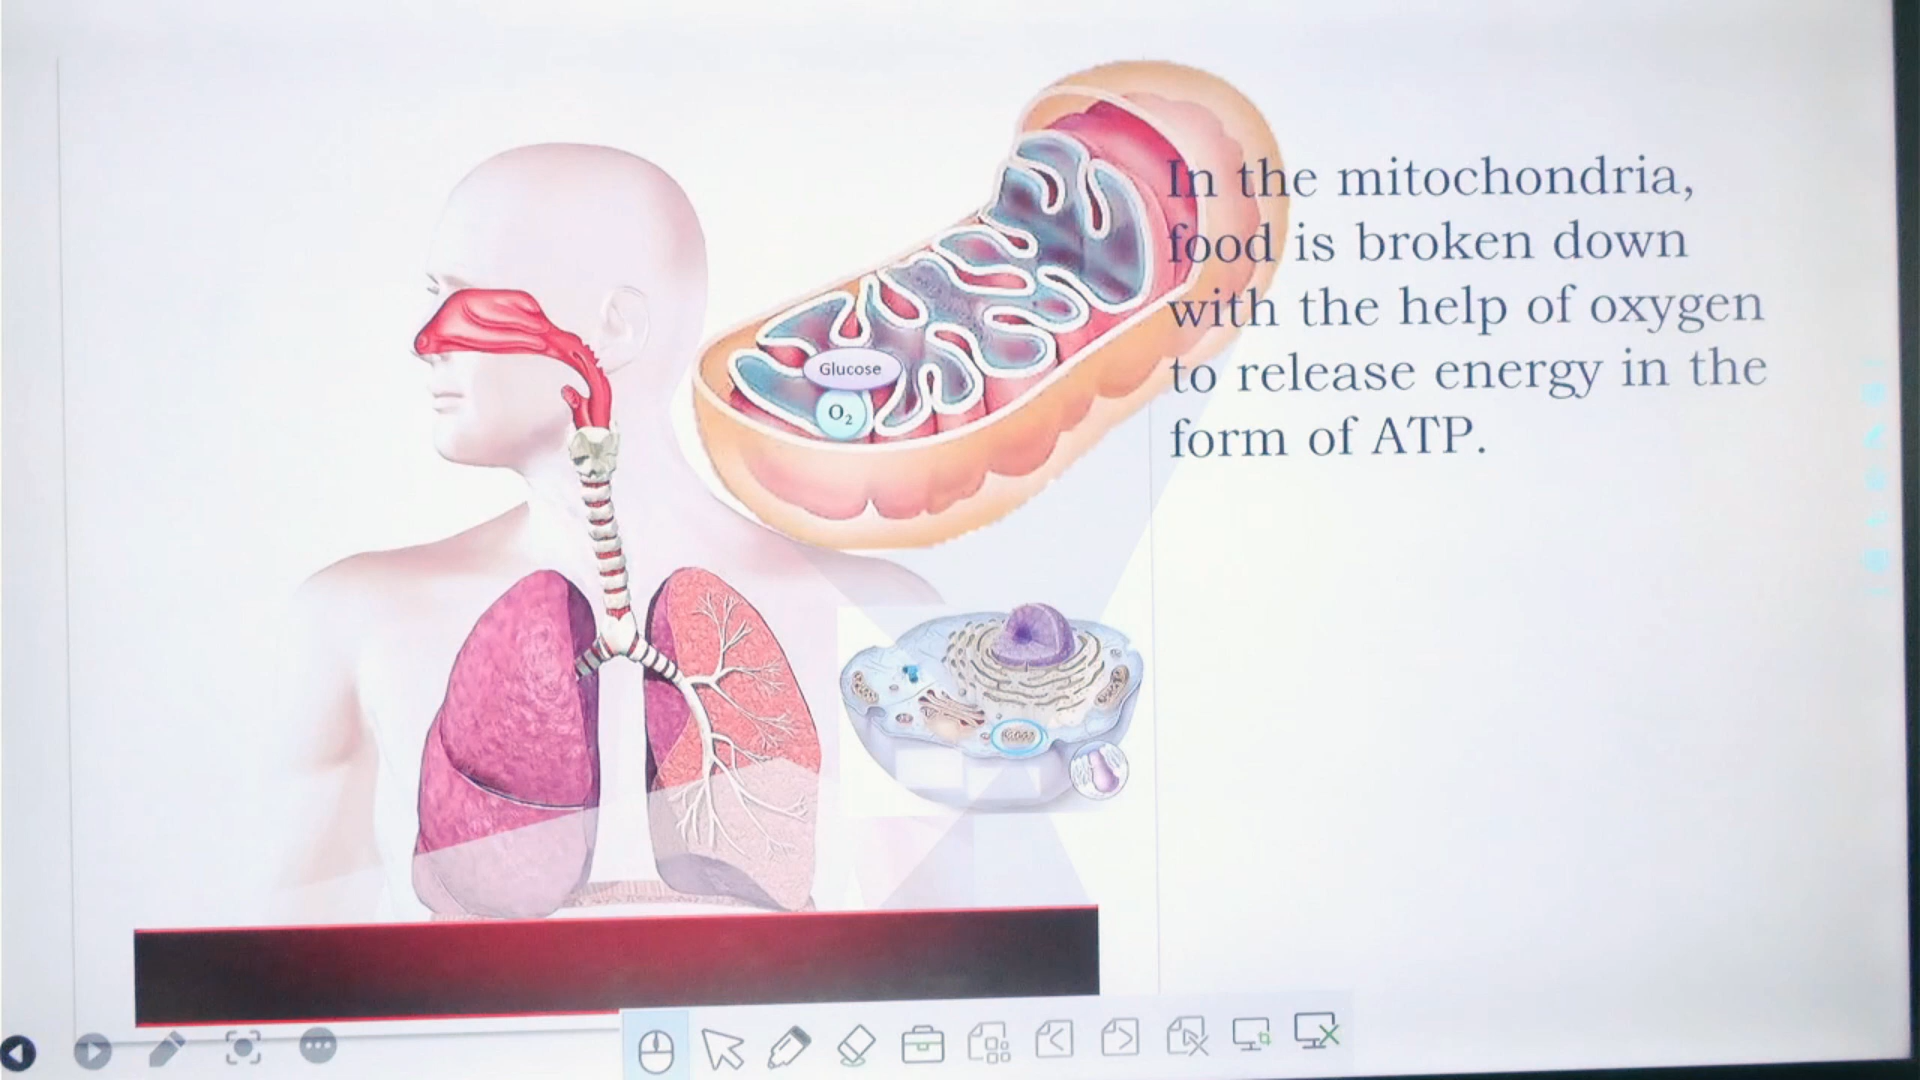 In the mitochondria,
food is broken down
with the help of oxygen
to release energy in the
form of ATP.
Glucose
O₂